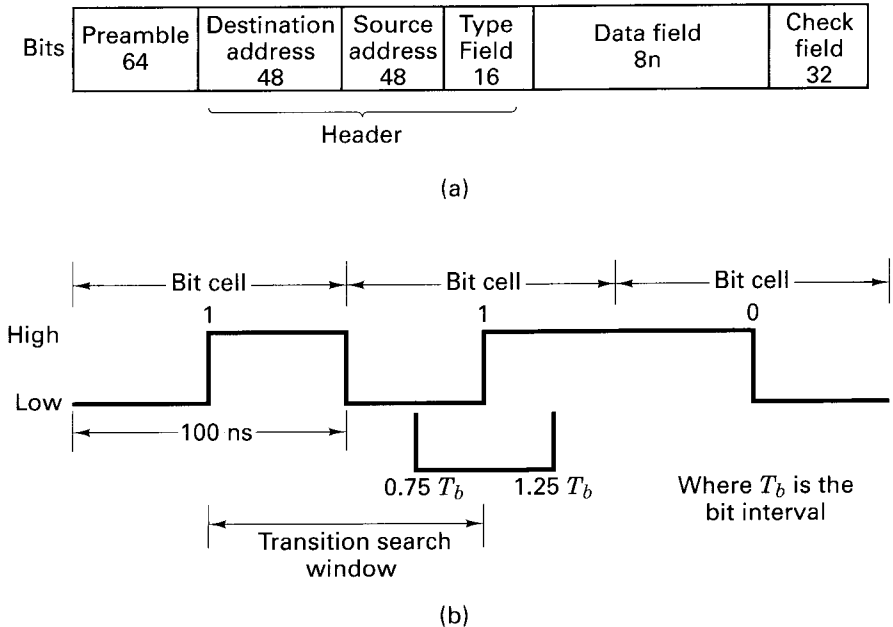 Bits
Preamble
64
Destination
address
48
Source
address
48
Type
Field
16
Data field
8n
Check
field
32
Header
(a)
Bit cell
Bit cell
Bit cell
1
1
0
High
Low
100 ns
0.75 T_b
1.25 T_b
Where T_b is the
bit interval
Transition search
window
(b)